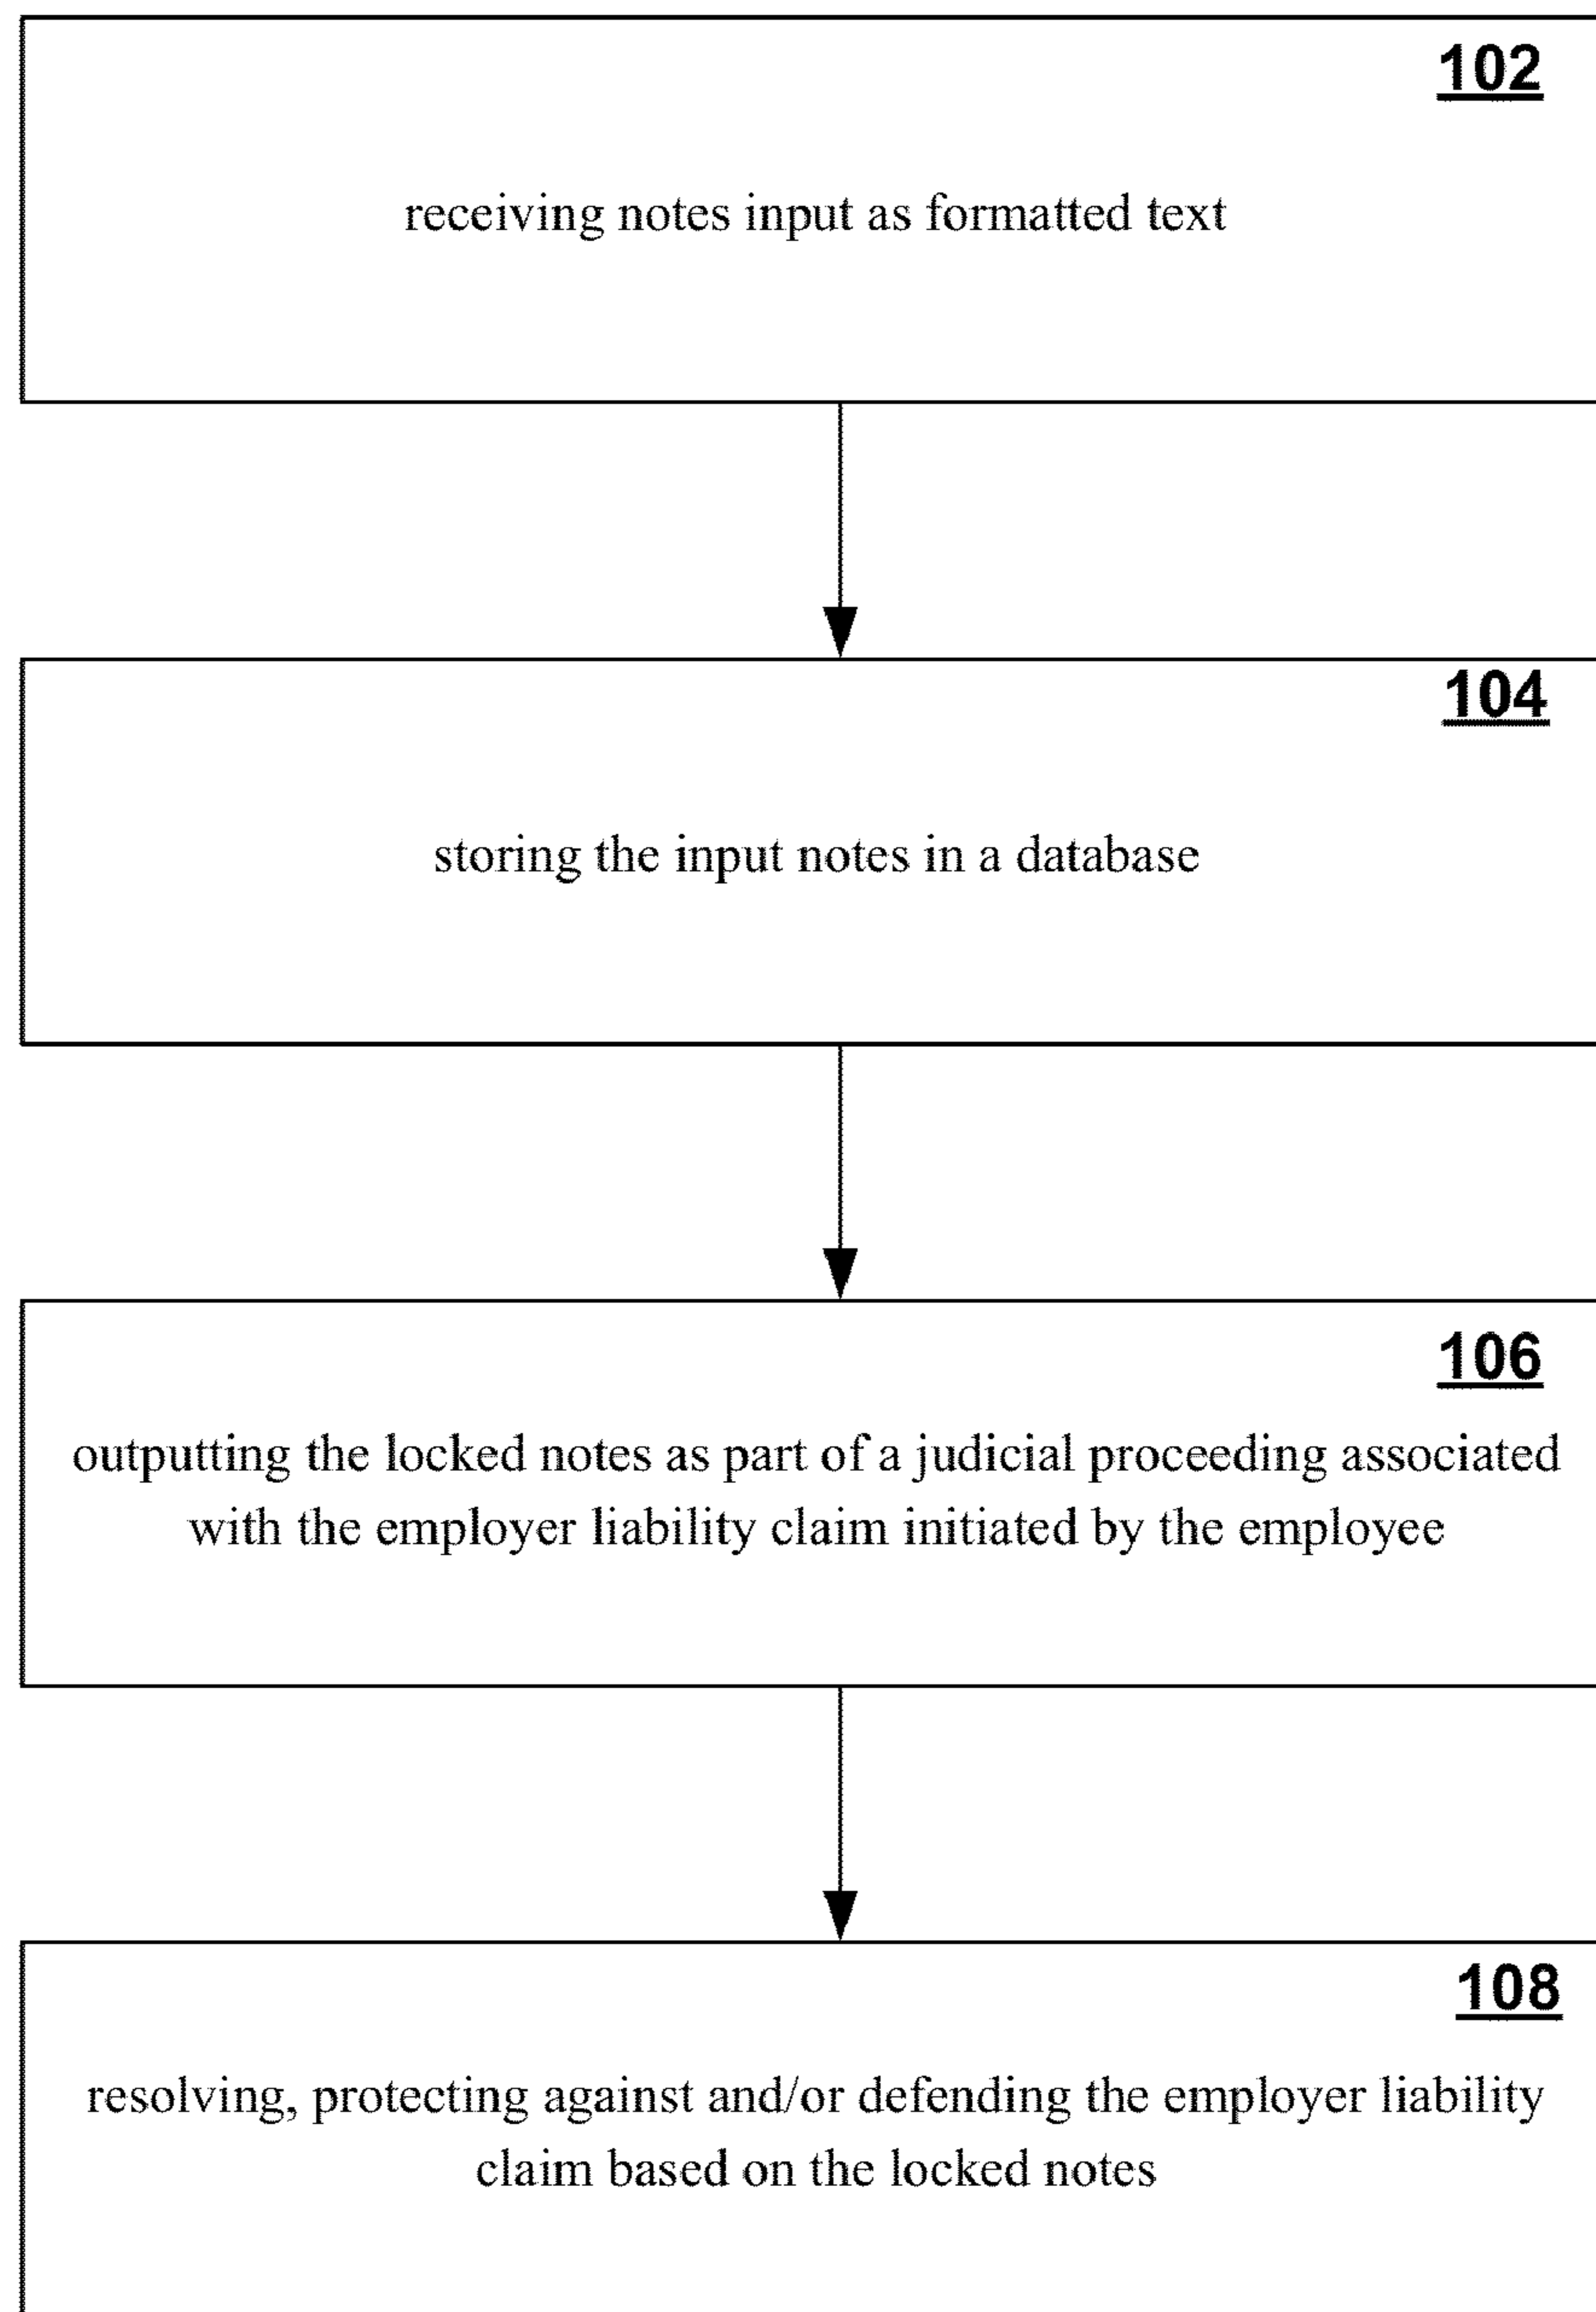 102
receiving notes input as formatted text
104
storing the input notes in a database
106
outputting the locked notes as part of a judicial proceeding associated
with the employer liability claim initiated by the employee
108
resolving, protecting against and/or defending the employer liability
claim based on the locked notes